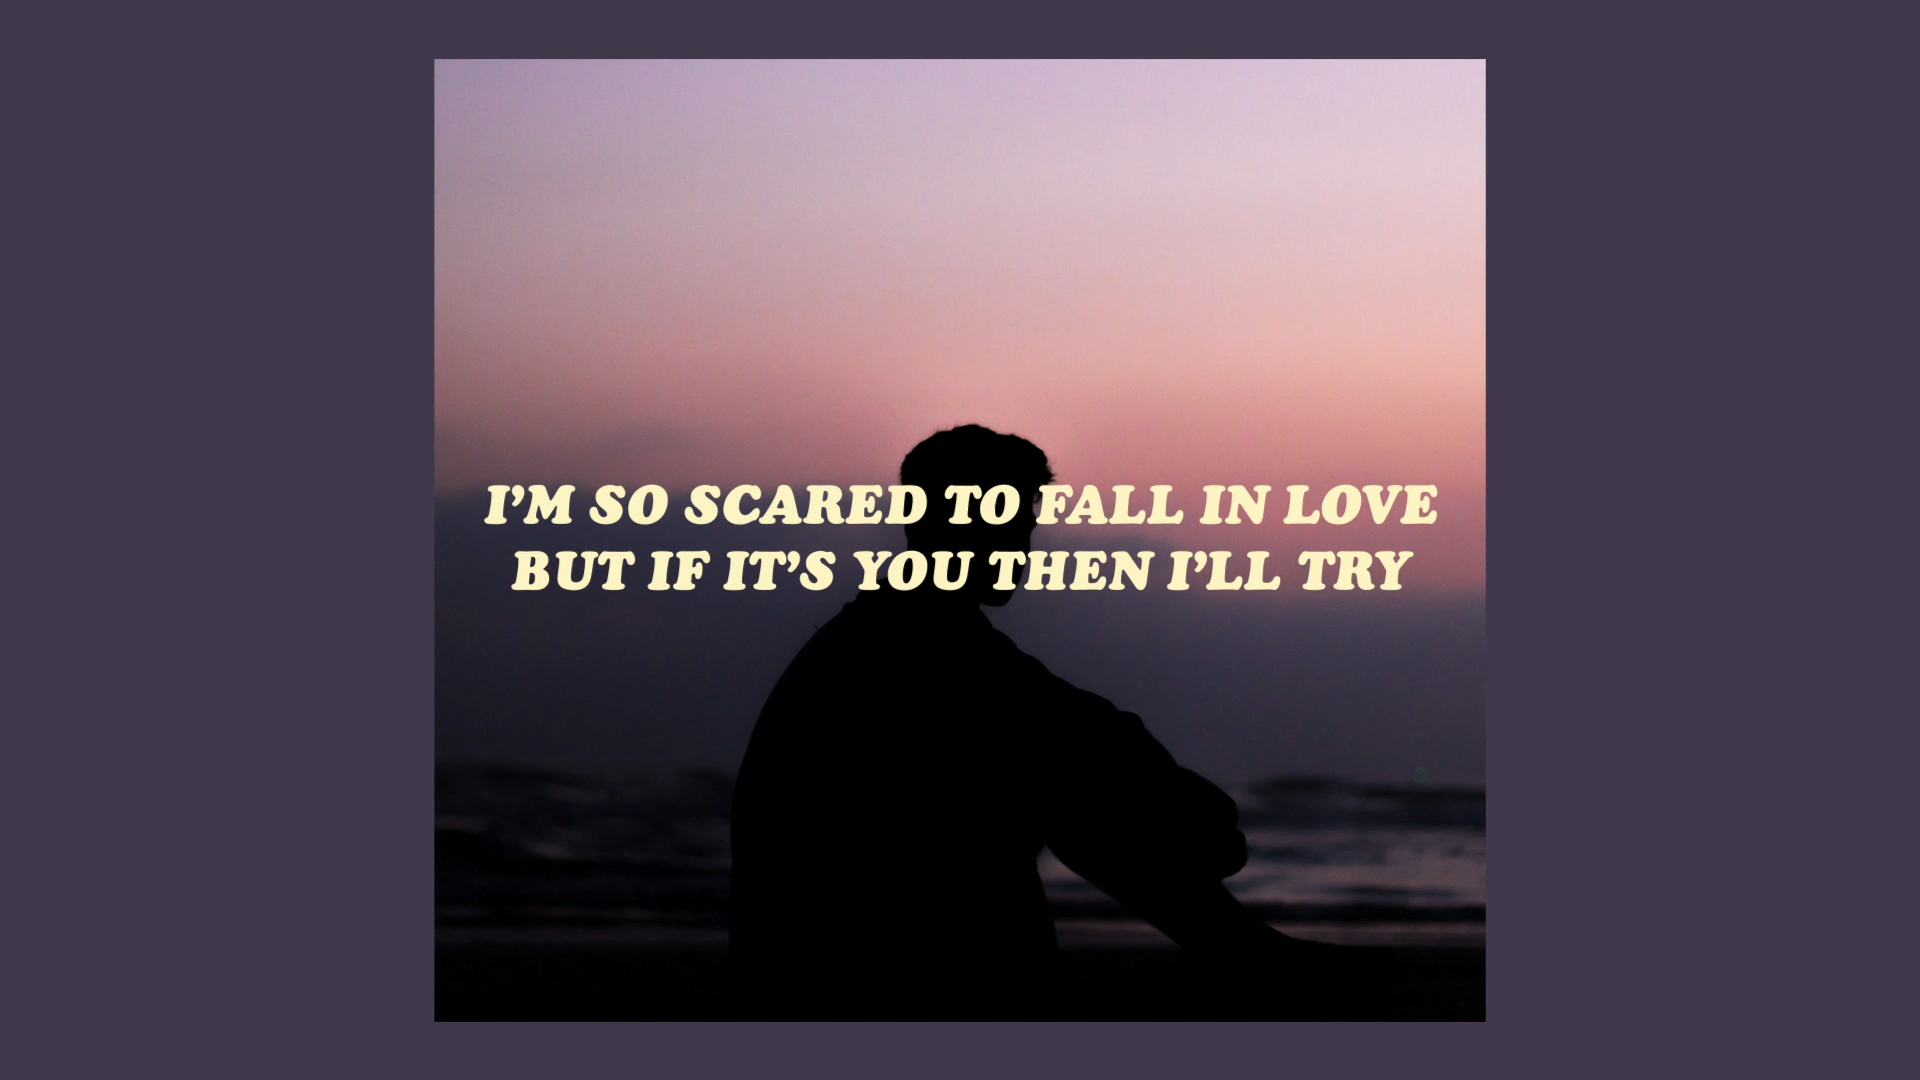 I’M SO SCARED TO FALL IN LOVE
BUT IF IT’S YOU THEN I’LL TRY